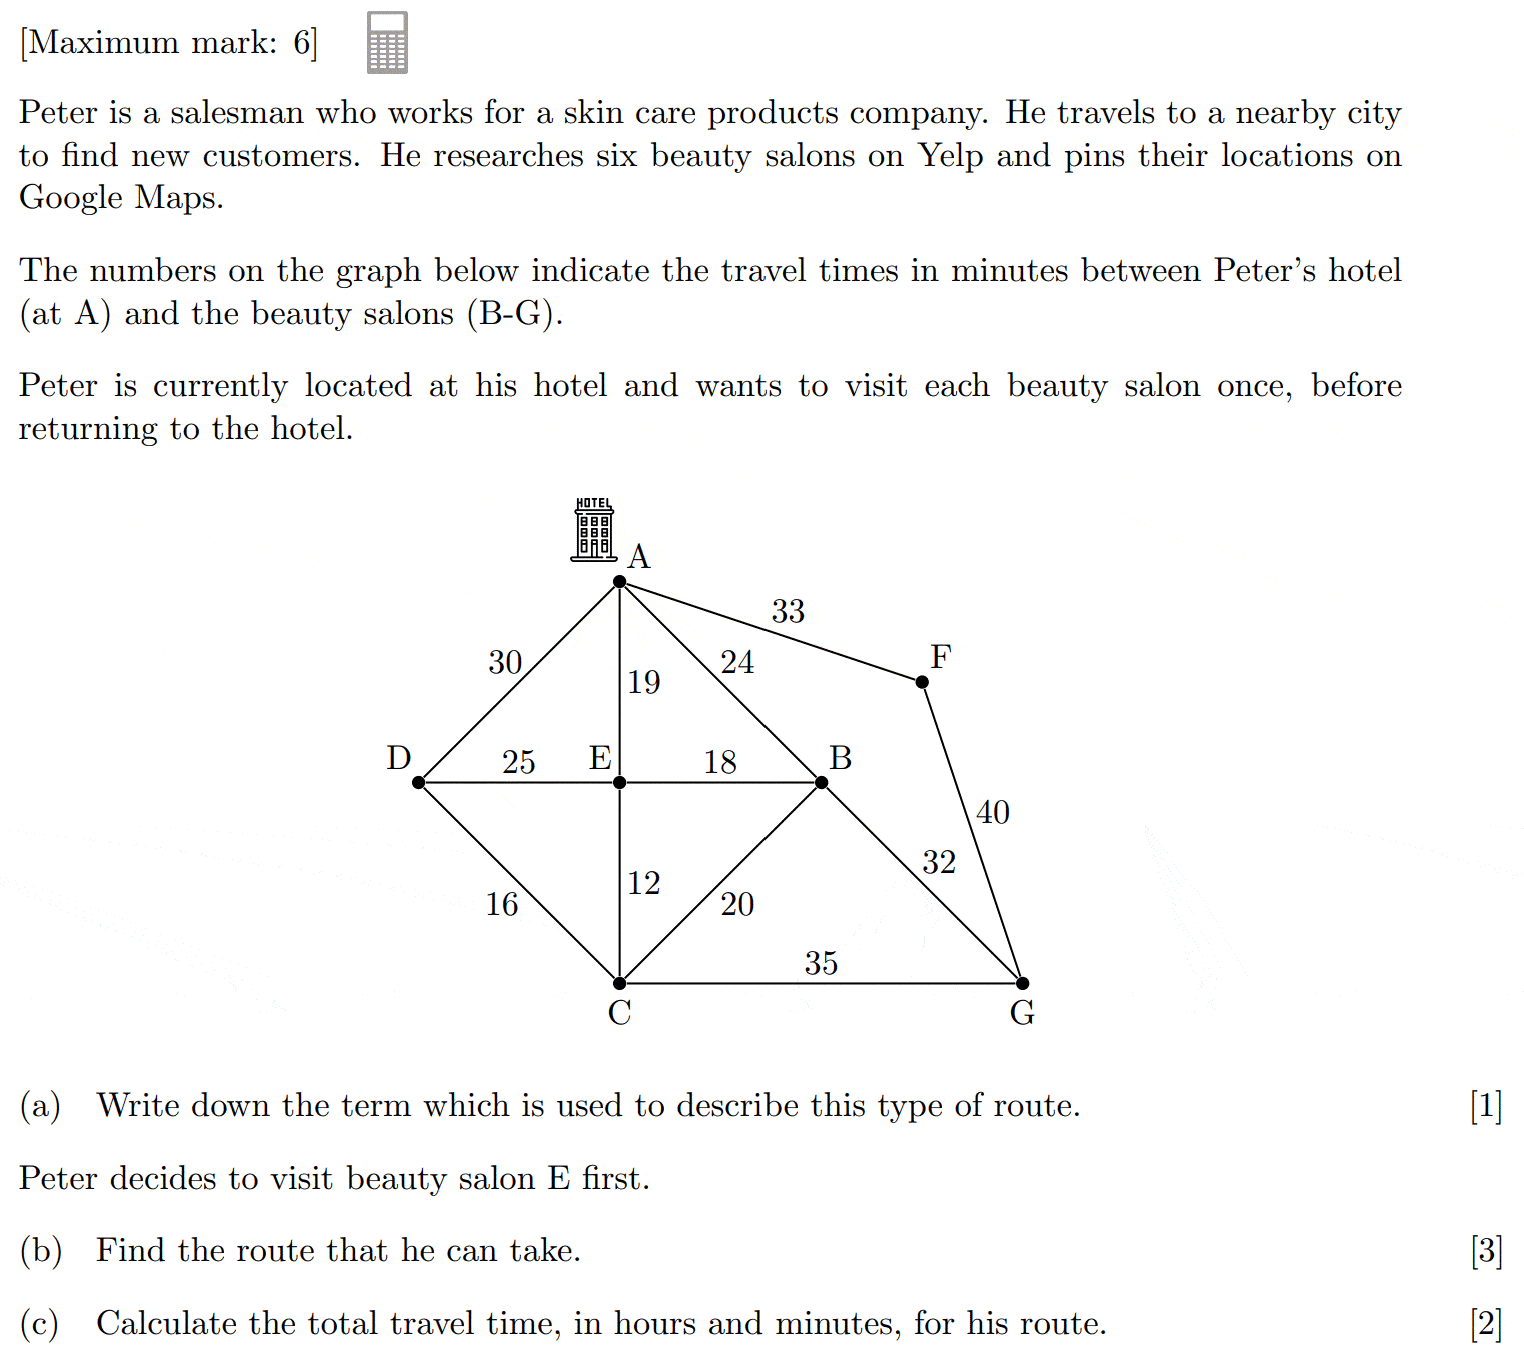 [Maximum mark: 6]
Peter is a salesman who works for a skin care products company. He travels to a nearby city
to find new customers. He researches six beauty salons on Yelp and pins their locations on
Google Maps.
The numbers on the graph below indicate the travel times in minutes between Peter's hotel
(at A) and the beauty salons (B-G).
Peter is currently located at his hotel and wants to visit each beauty salon once, before
returning to the hotel.
HOTEL
A
33
F
30
24
19
D
25
E
18
B
40
32
12
16
20
35
C
G
(a) Write down the term which is used to describe this type of route. [1]
Peter decides to visit beauty salon E first.
(b) Find the route that he can take. [3]
(c) Calculate the total travel time, in hours and minutes, for his route. [2]